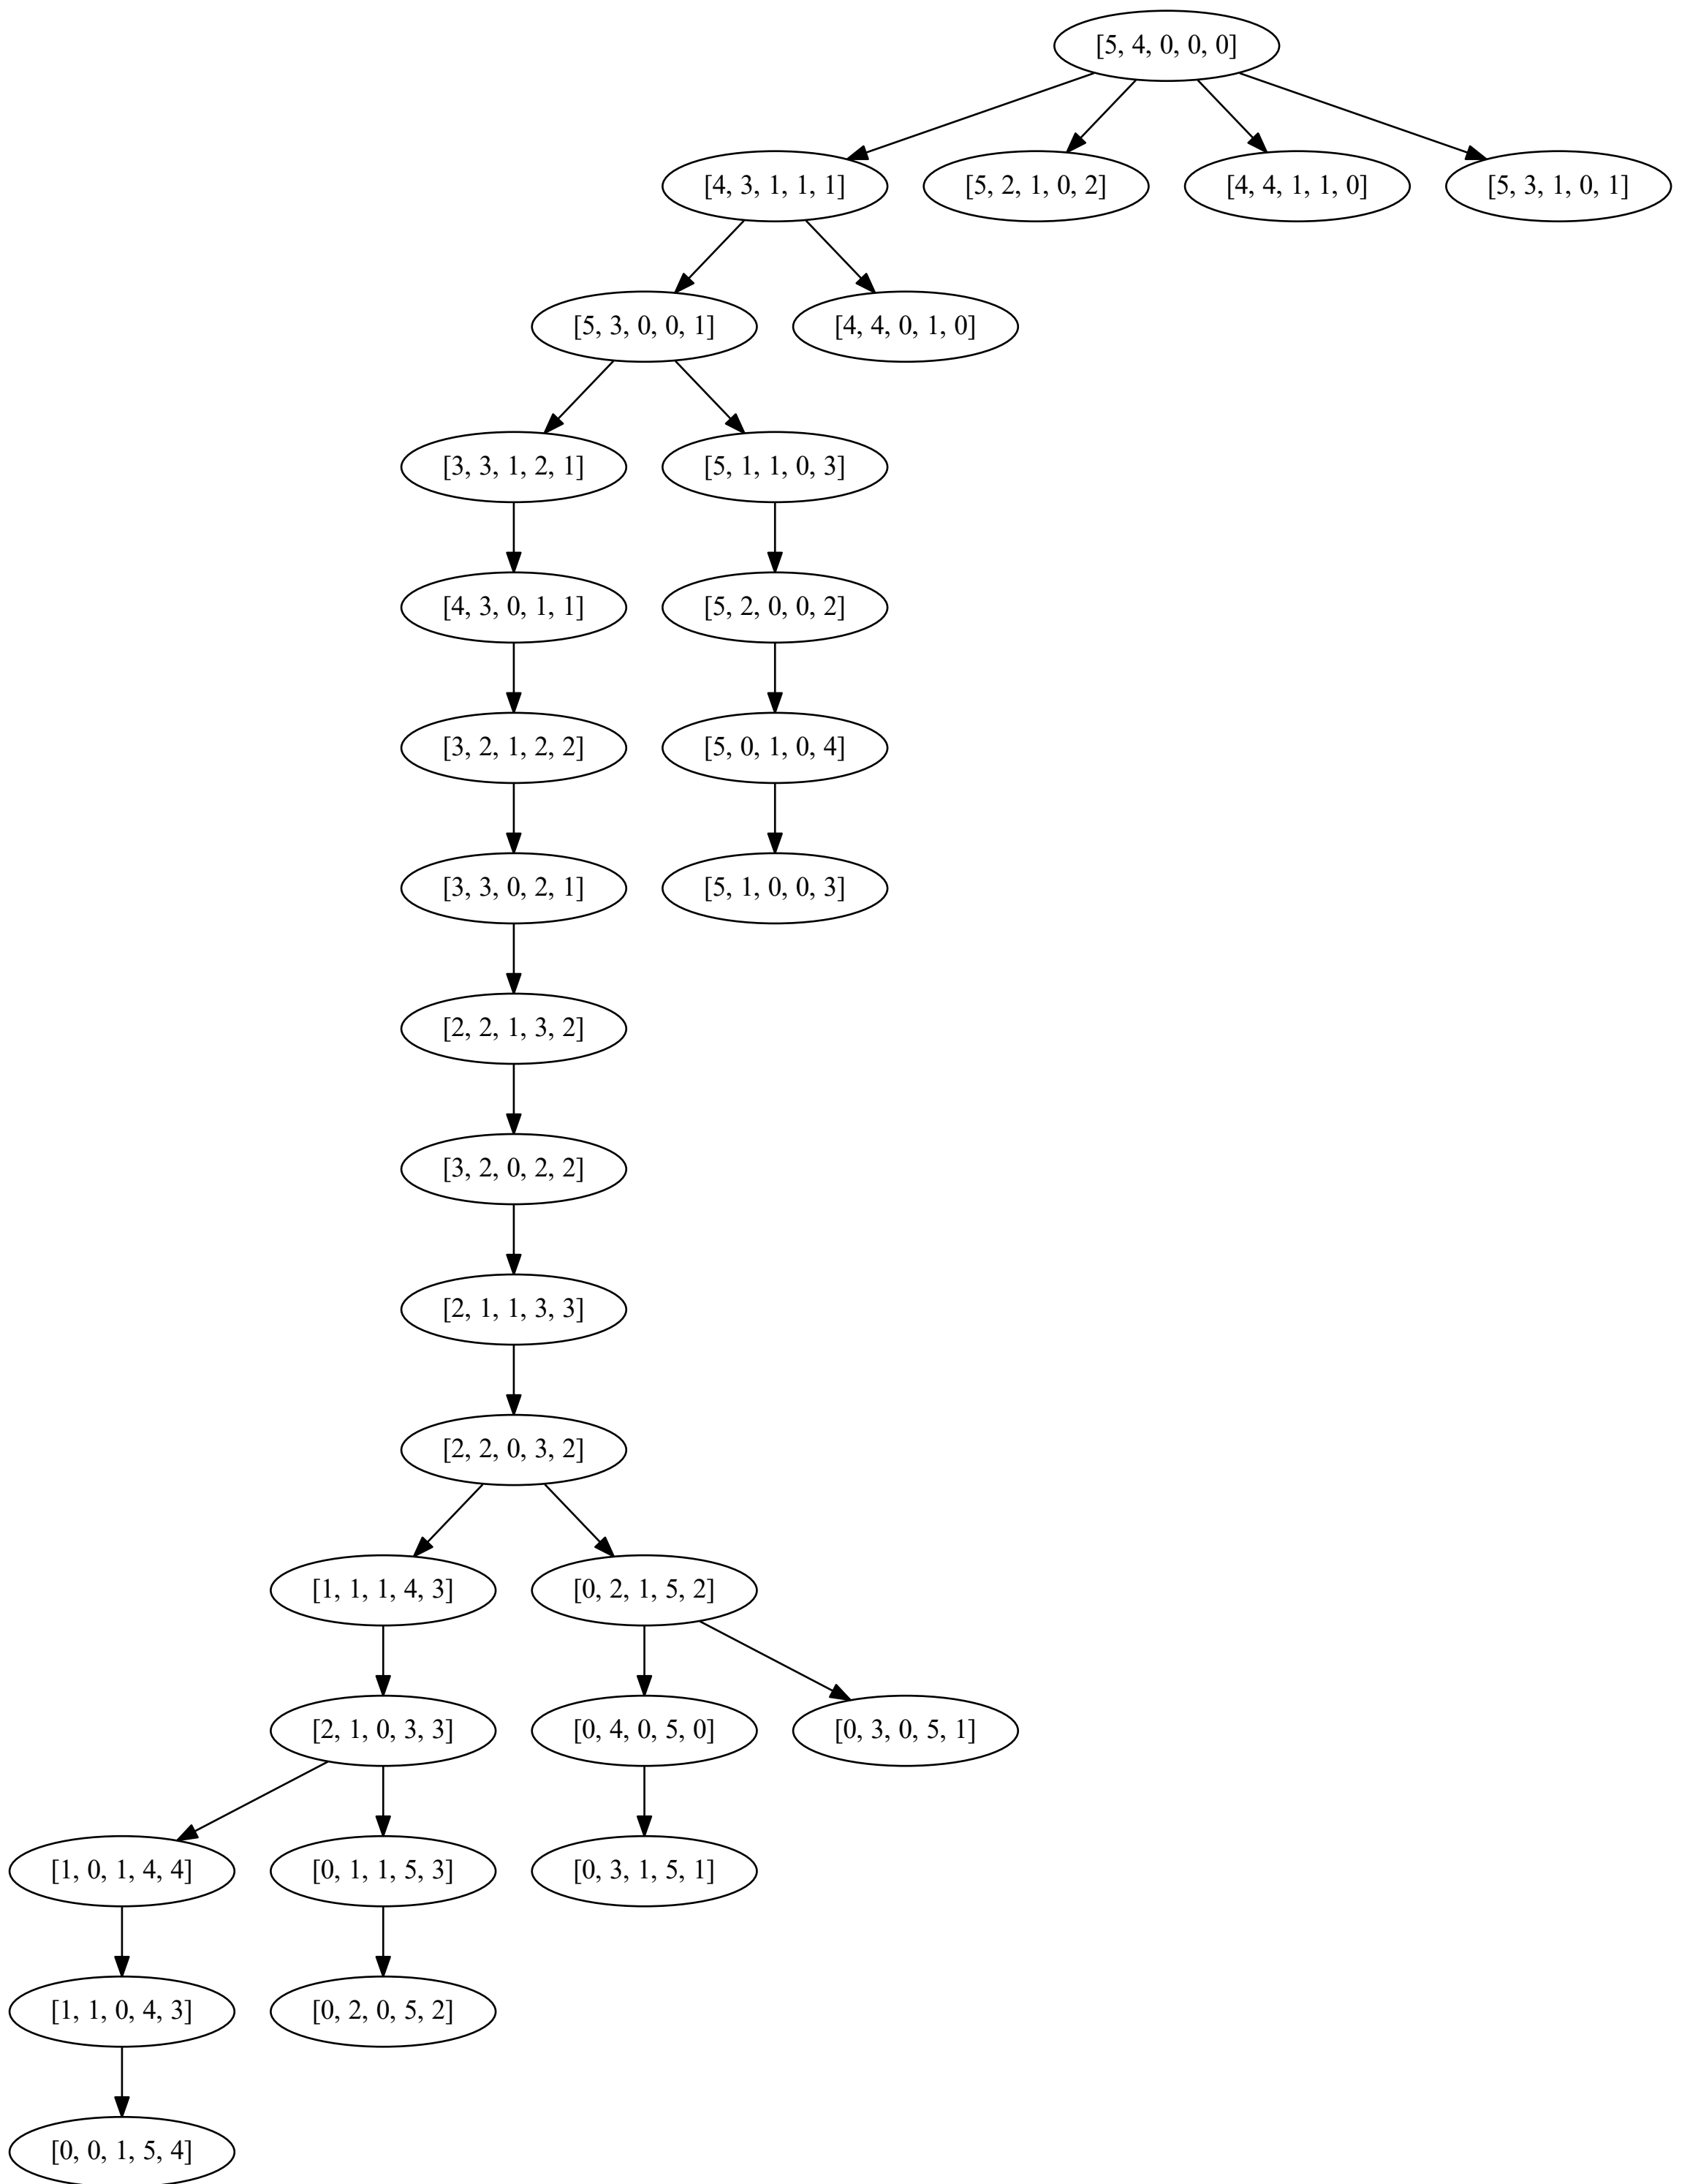 [5, 4, 0, 0, 0]
[4, 3, 1, 1, 1]
[5, 2, 1, 0, 2]
[4, 4, 1, 1, 0]
[5, 3, 1, 0, 1]
[5, 3, 0, 0, 1]
[4, 4, 0, 1, 0]
[3, 3, 1, 2, 1]
[5, 1, 1, 0, 3]
[4, 3, 0, 1, 1]
[5, 2, 0, 0, 2]
[3, 2, 1, 2, 2]
[5, 0, 1, 0, 4]
[3, 3, 0, 2, 1]
[5, 1, 0, 0, 3]
[2, 2, 1, 3, 2]
[3, 2, 0, 2, 2]
[2, 1, 1, 3, 3]
[2, 2, 0, 3, 2]
[1, 1, 1, 4, 3]
[0, 2, 1, 5, 2]
[2, 1, 0, 3, 3]
[0, 4, 0, 5, 0]
[0, 3, 0, 5, 1]
[1, 0, 1, 4, 4]
[0, 1, 1, 5, 3]
[0, 3, 1, 5, 1]
[1, 1, 0, 4, 3]
[0, 2, 0, 5, 2]
[0, 0, 1, 5, 4]